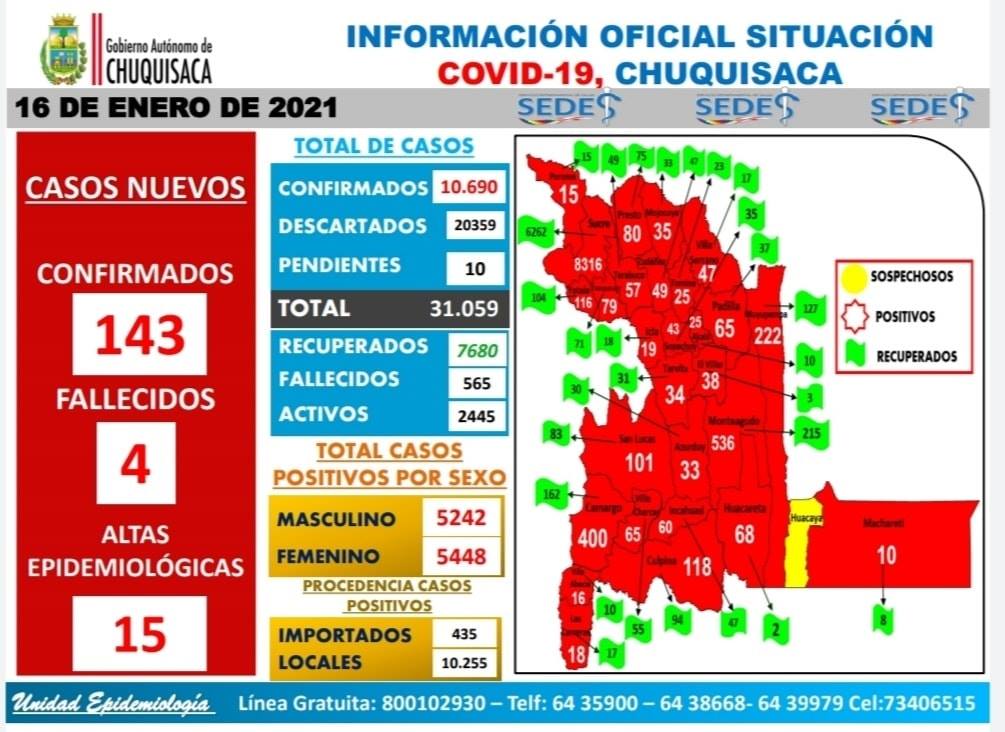 Gobierno Autónomo de
CHUQUISACA
INFORMACIÓN OFICIAL SITUACIÓN
COVID-19, CHUQUISACA
16 DE ENERO DE 2021
SEDES
SEDES
SEDES
CASOS NUEVOS
CONFIRMADOS
143
FALLECIDOS
4
ALTAS
EPIDEMIOLÓGICAS
15
TOTAL DE CASOS
CONFIRMADOS 10.690
DESCARTADOS 20359
PENDIENTES 10
TOTAL 31.059
RECUPERADOS 7680
FALLECIDOS 565
ACTIVOS 2445
TOTAL CASOS
POSITIVOS POR SEXO
MASCULINO 5242
FEMENINO 5448
PROCEDENCIA CASOS
POSITIVOS
IMPORTADOS 435
LOCALES 10.255
15 49 75 33 47 23 17
35
37
6262
104
71 18
31
30
83
162
127
10
3
215
10
55
94
47
2
8
17
Poroma
15
Sucre
8316
Presto
80
Mojocoya
35
Villa
Serrano
47
57
49
25
116
79
Icla
19
43
25
Padilla
65
222
Tarvita
34
El Villar
38
San Lucas
101
Azurduy
33
Monteagudo
536
Camargo
400
Villa
Charcas
65
Incahuasi
60
Huacareta
68
Culpina
118
Villa
Abecia
16
Las
Carreras
18
Huacaya
Machareti
10
SOSPECHOSOS
POSITIVOS
RECUPERADOS
Unidad Epidemiología Línea Gratuita: 800102930 – Telf: 64 35900 – 64 38668- 64 39979 Cel:73406515